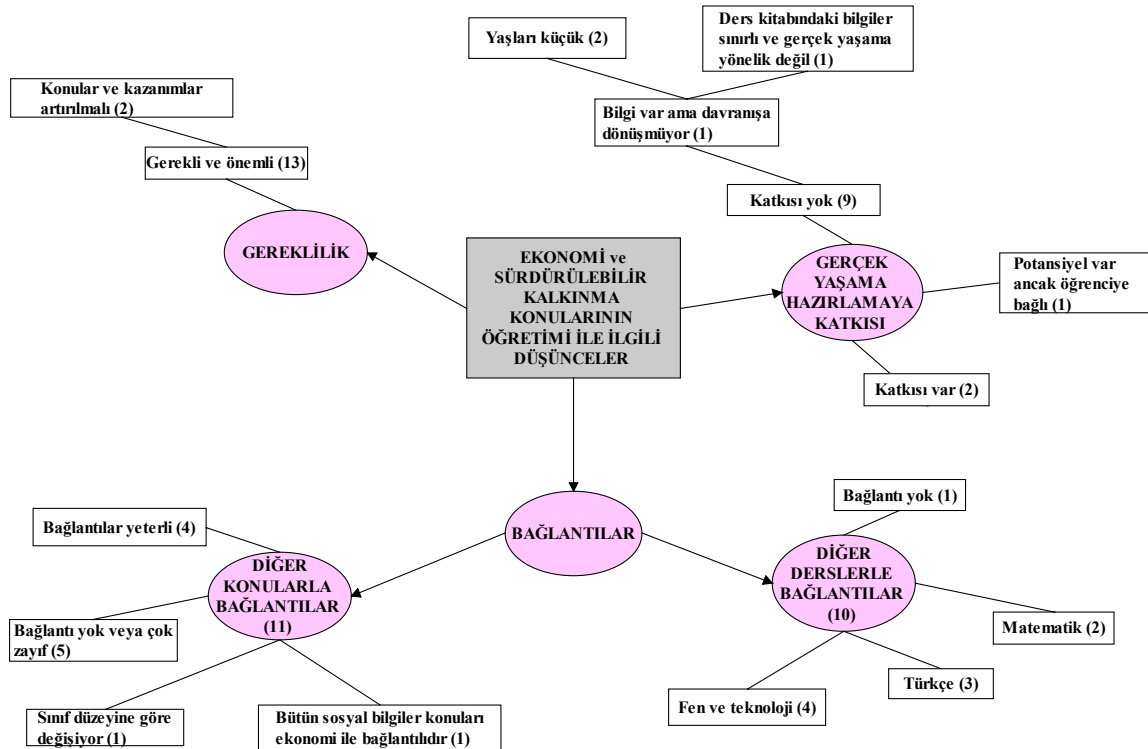 Yaşları küçük (2)
Ders kitabındaki bilgiler
sınırlı ve gerçek yaşama
yönelik değil (1)
Konular ve kazanımlar
artırılmalı (2)
Bilgi var ama davranışa
dönüşmüyor (1)
Gerekli ve önemli (13)
Katkısı yok (9)
GEREKLİLİK
EKONOMİ ve
SÜRDÜRÜLEBİLİR
KALKINMA
KONULARININ
ÖĞRETİMİ İLE İLGİLİ
DÜŞÜNCELER
GERÇEK
YAŞAMA
HAZIRLAMAYA
KATKISI
Potansiyel var
ancak öğrenciye
bağlı (1)
Katkısı var (2)
BAĞLANTILAR
Bağlantılar yeterli (4)
DİĞER
KONULARLA
BAĞLANTILAR
(11)
Bağlantı yok veya çok
zayıf (5)
Sınıf düzeyine göre
değişiyor (1)
Bütün sosyal bilgiler konuları
ekonomi ile bağlantılıdır (1)
Bağlantı yok (1)
DİĞER
DERSLERLE
BAĞLANTILAR
(10)
Matematik (2)
Türkçe (3)
Fen ve teknoloji (4)